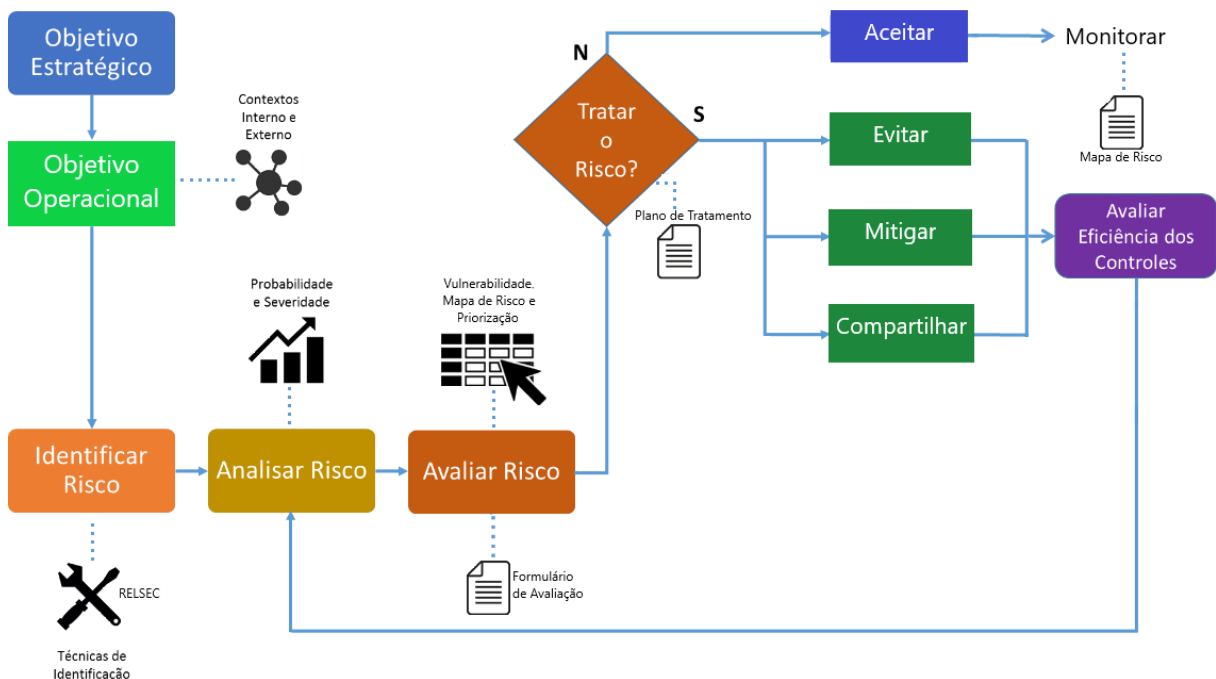 Objetivo
Estratégico
Objetivo
Operacional
Contextos
Interno e
Externo
Identificar
Risco
RELSEC
Técnicas de
Identificação
Probabilidade
e Severidade
Analisar Risco
Vulnerabilidade.
Mapa de Risco e
Priorização
Avaliar Risco
Formulário
de Avaliação
Tratar
o
Risco?
N
S
Plano de Tratamento
Aceitar
Monitorar
Mapa de Risco
Evitar
Mitigar
Compartilhar
Avaliar
Eficiência dos
Controles